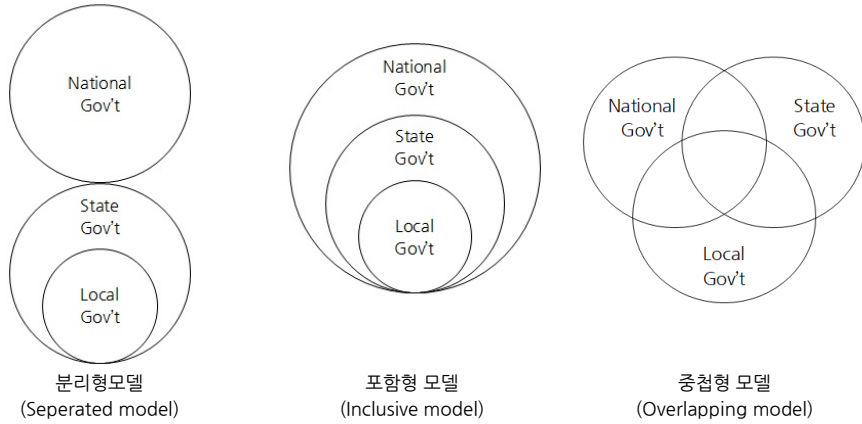 National
Gov't
State
Gov't
Local
Gov't
분리형모델
(Seperated model)
National
Gov't
State
Gov't
Local
Gov't
포함형 모델
(Inclusive model)
National
Gov't
State
Gov't
Local
Gov't
중첩형 모델
(Overlapping model)